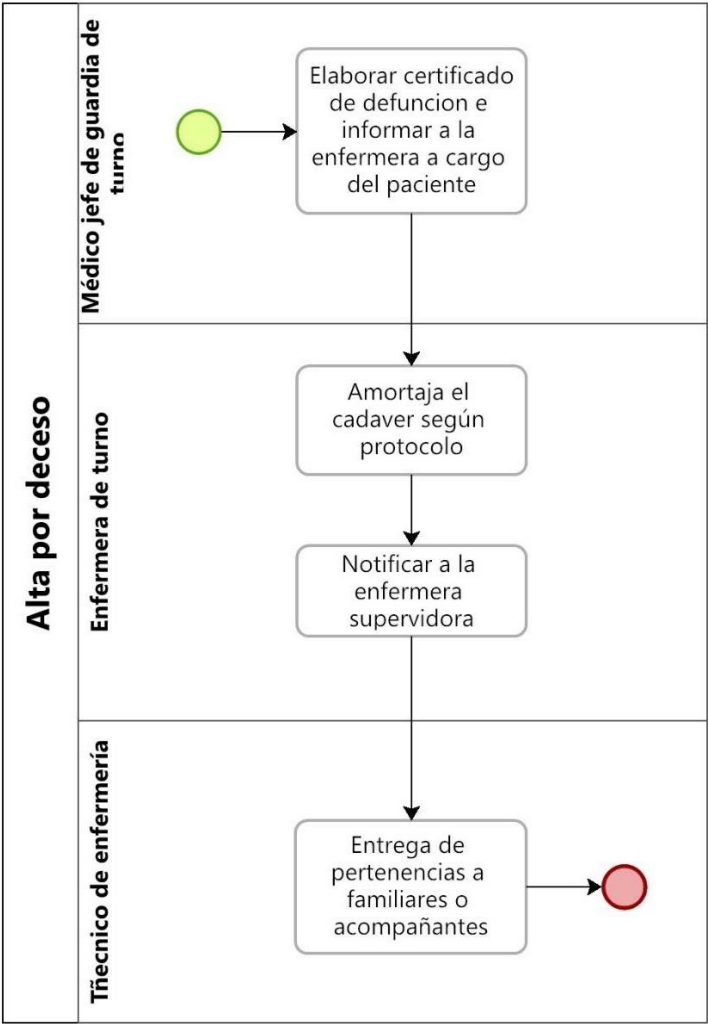 Alta por deceso
Médico jefe de guardia de
turno
Elaborar certificado
de defuncion e
informar a la
enfermera a cargo
del paciente
Enfermera de turno
Amortaja el
cadaver según
protocolo
Notificar a la
enfermera
supervidora
Tñecnico de enfermería
Entrega de
pertenencias a
familiares o
acompañantes